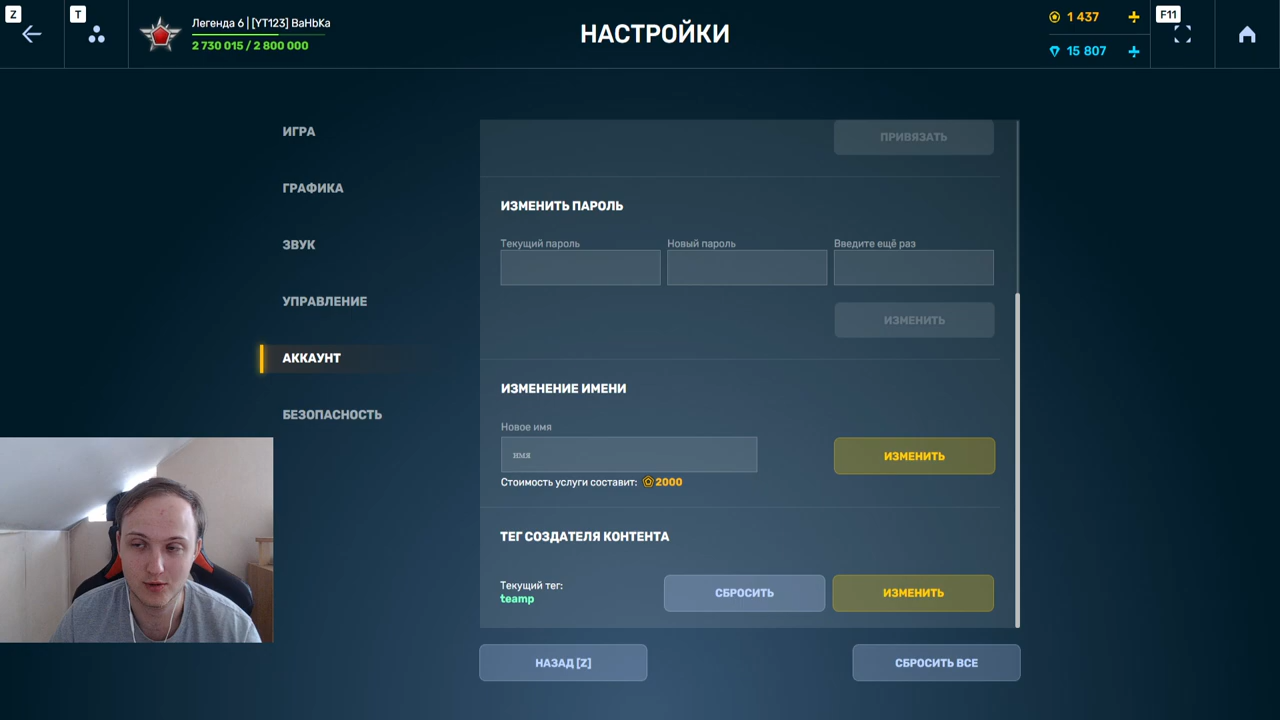 Z
T
Легенда 6 | [YT123] BaHbKa
2 730 015 / 2 800 000
НАСТРОЙКИ
1 437
15 807
F11
ИГРА
ГРАФИКА
ЗВУК
УПРАВЛЕНИЕ
АККАУНТ
БЕЗОПАСНОСТЬ
ПРИВЯЗАТЬ
ИЗМЕНИТЬ ПАРОЛЬ
Текущий пароль Новый пароль Введите ещё раз
ИЗМЕНИТЬ
ИЗМЕНЕНИЕ ИМЕНИ
Новое имя
имя
ИЗМЕНИТЬ
Стоимость услуги составит: 2000
ТЕГ СОЗДАТЕЛЯ КОНТЕНТА
Текущий тег:
teamp
СБРОСИТЬ ИЗМЕНИТЬ
НАЗАД [Z] СБРОСИТЬ ВСЕ